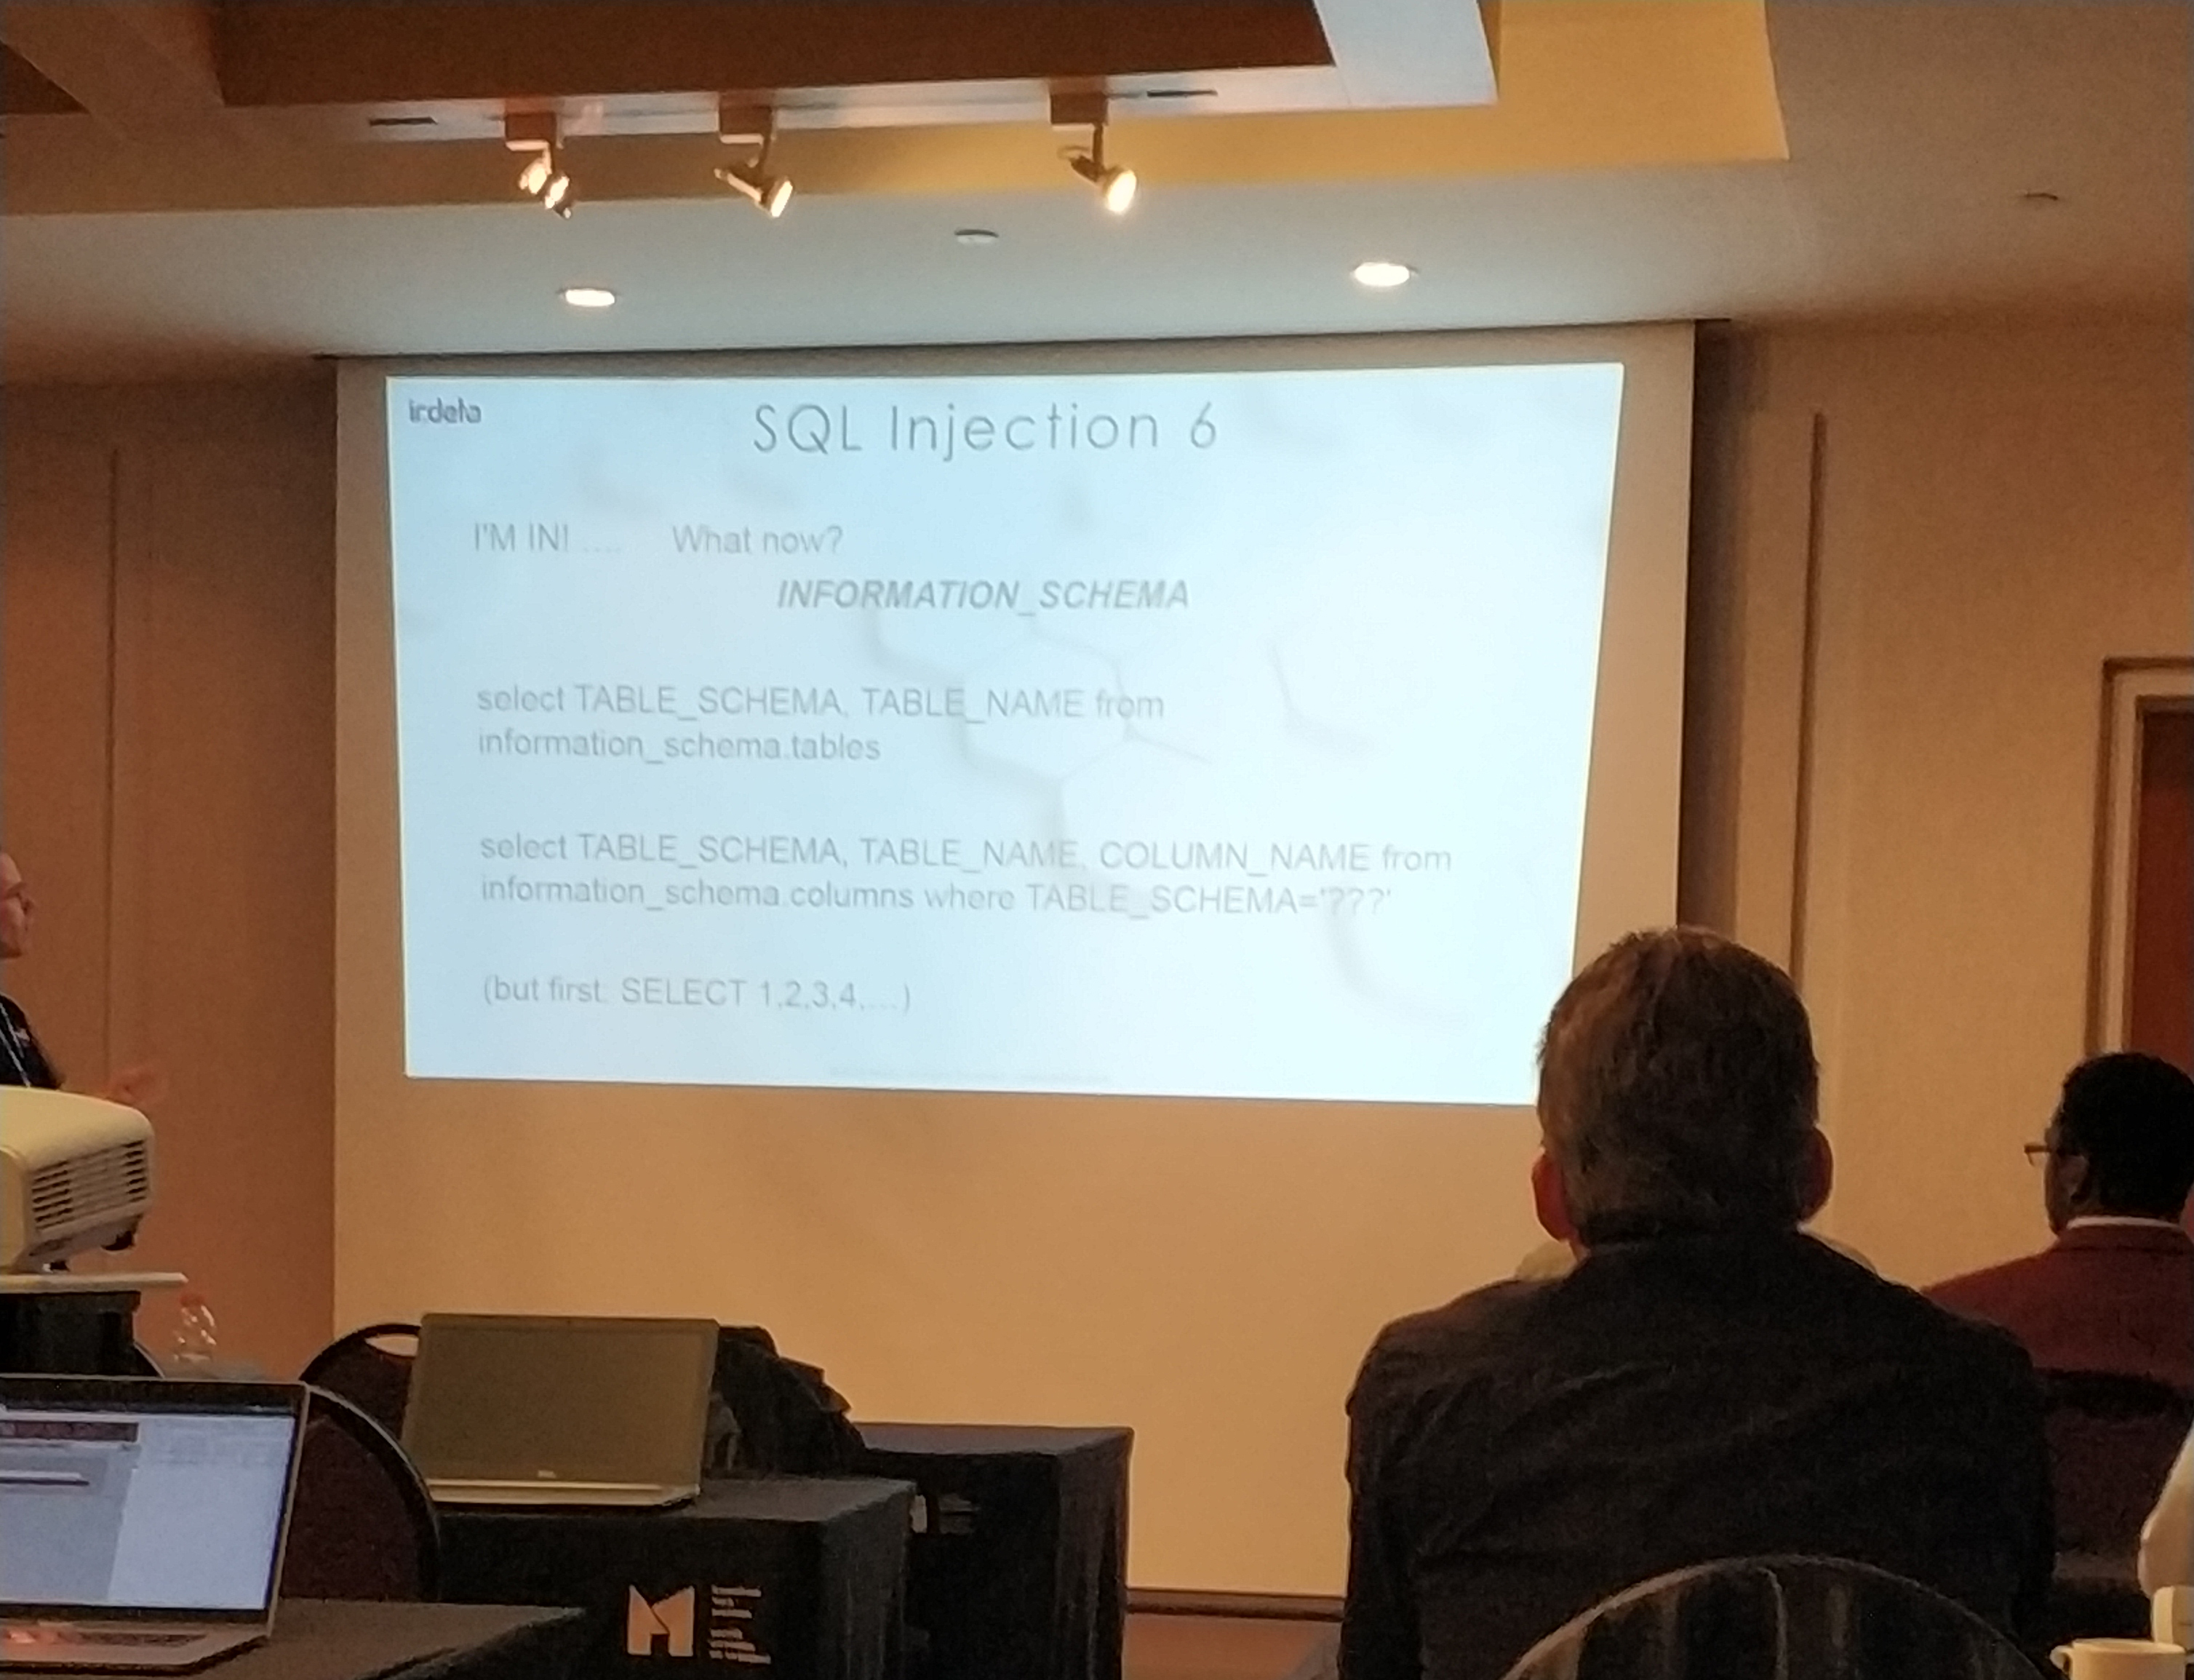 irdeto
SQL Injection 6
I'M IN! .... What now?
INFORMATION_SCHEMA
select TABLE_SCHEMA, TABLE_NAME from
information_schema.tables
select TABLE_SCHEMA, TABLE_NAME, COLUMN_NAME from
information_schema.columns where TABLE_SCHEMA='???'
(but first: SELECT 1,2,3,4,....)
DELL